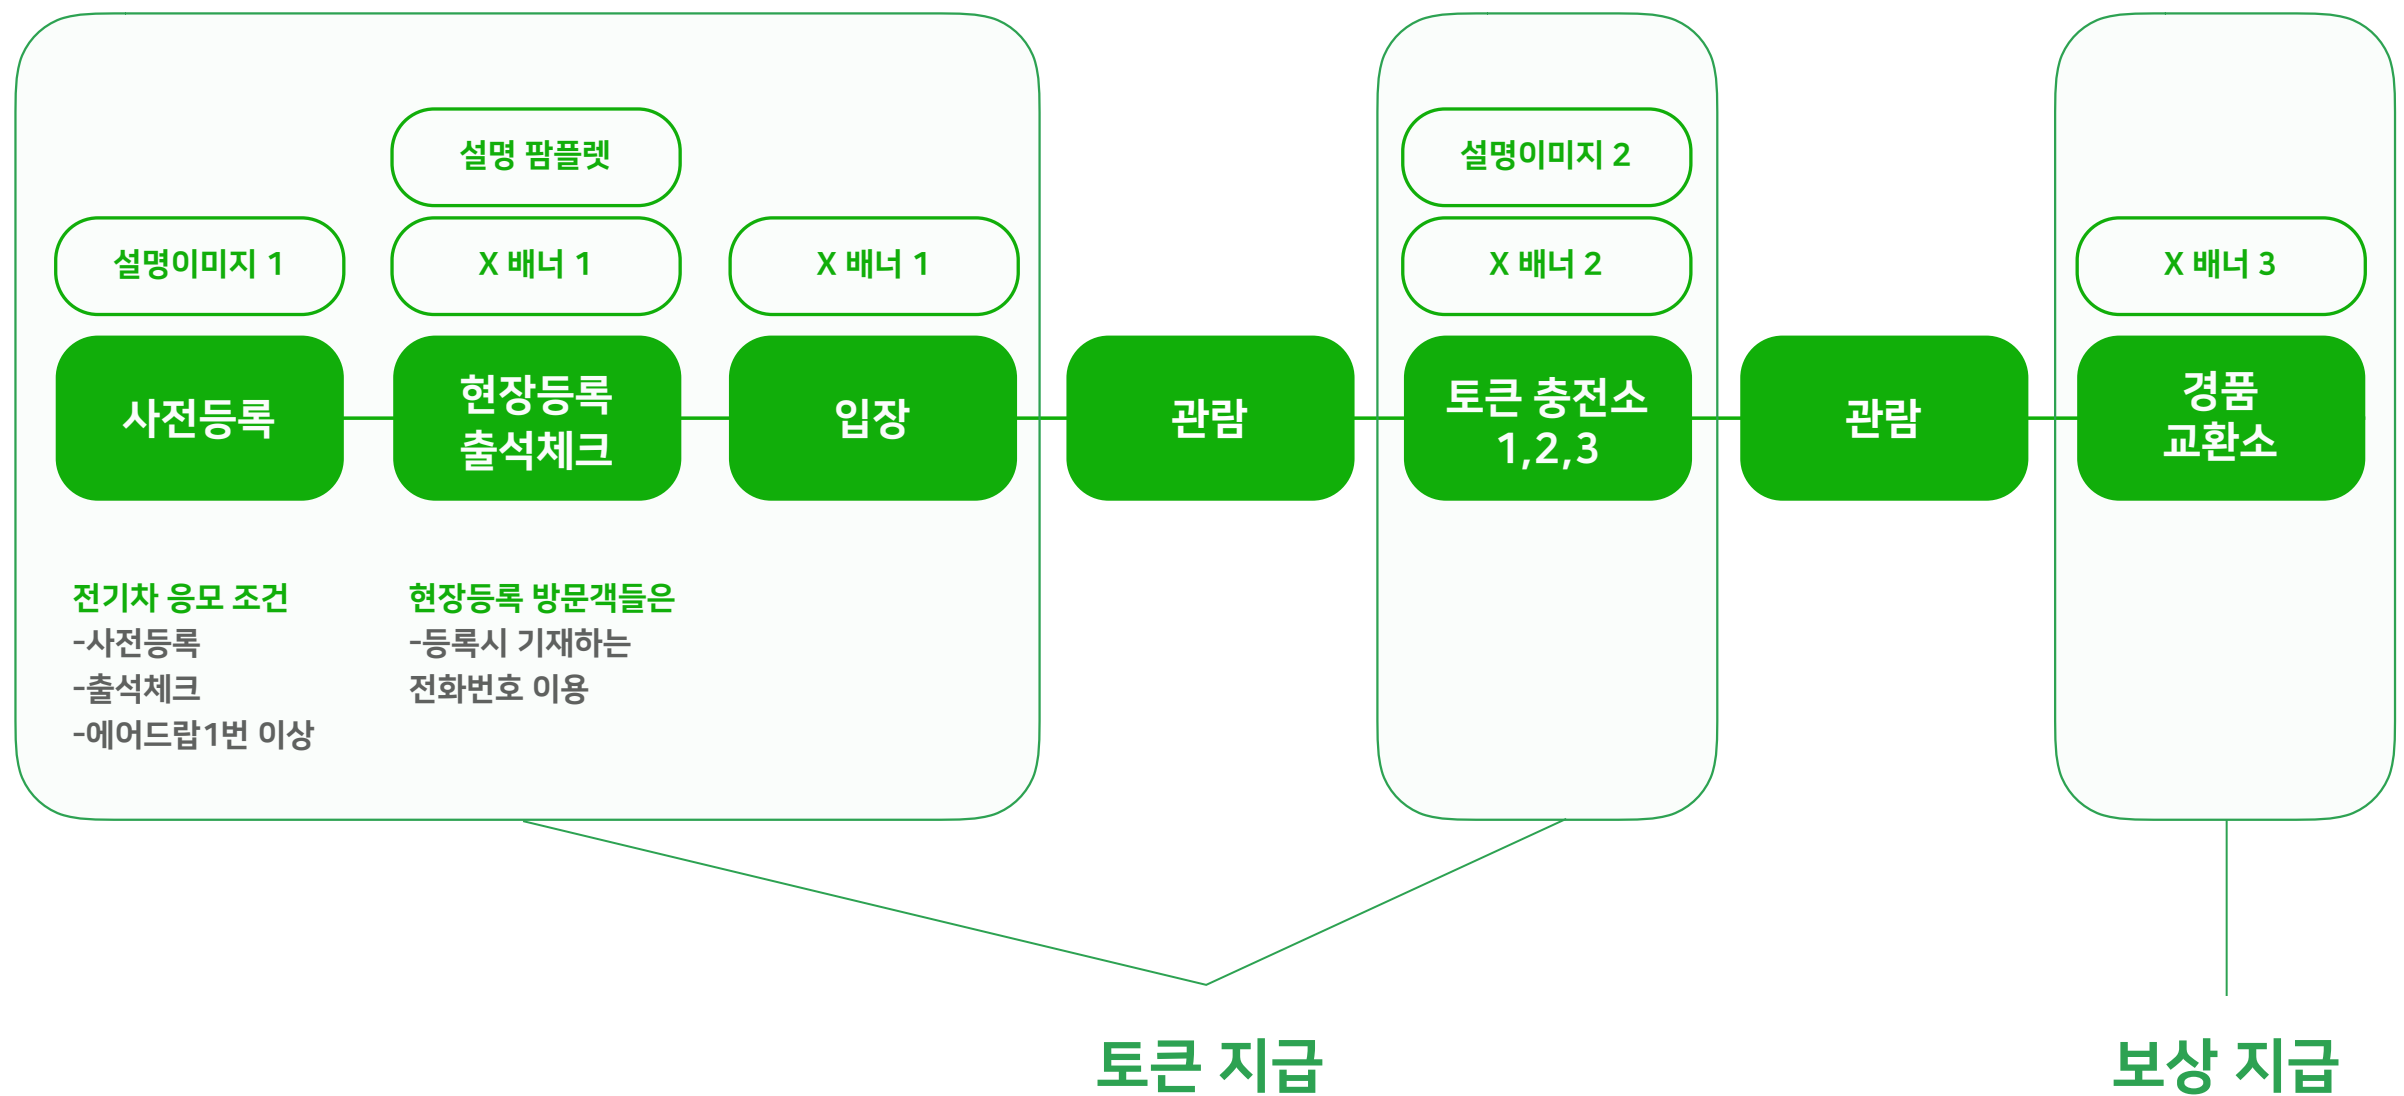 설명 팜플렛
설명이미지 2
설명이미지 1
X 배너 1
X 배너 1
X 배너 2
X 배너 3
사전등록
현장등록
출석체크
입장
관람
토큰 충전소
1,2,3
관람
경품
교환소
전기차 응모 조건
-사전등록
-출석체크
-에어드랍1번 이상
현장등록 방문객들은
-등록시 기재하는
전화번호 이용
토큰 지급
보상 지급